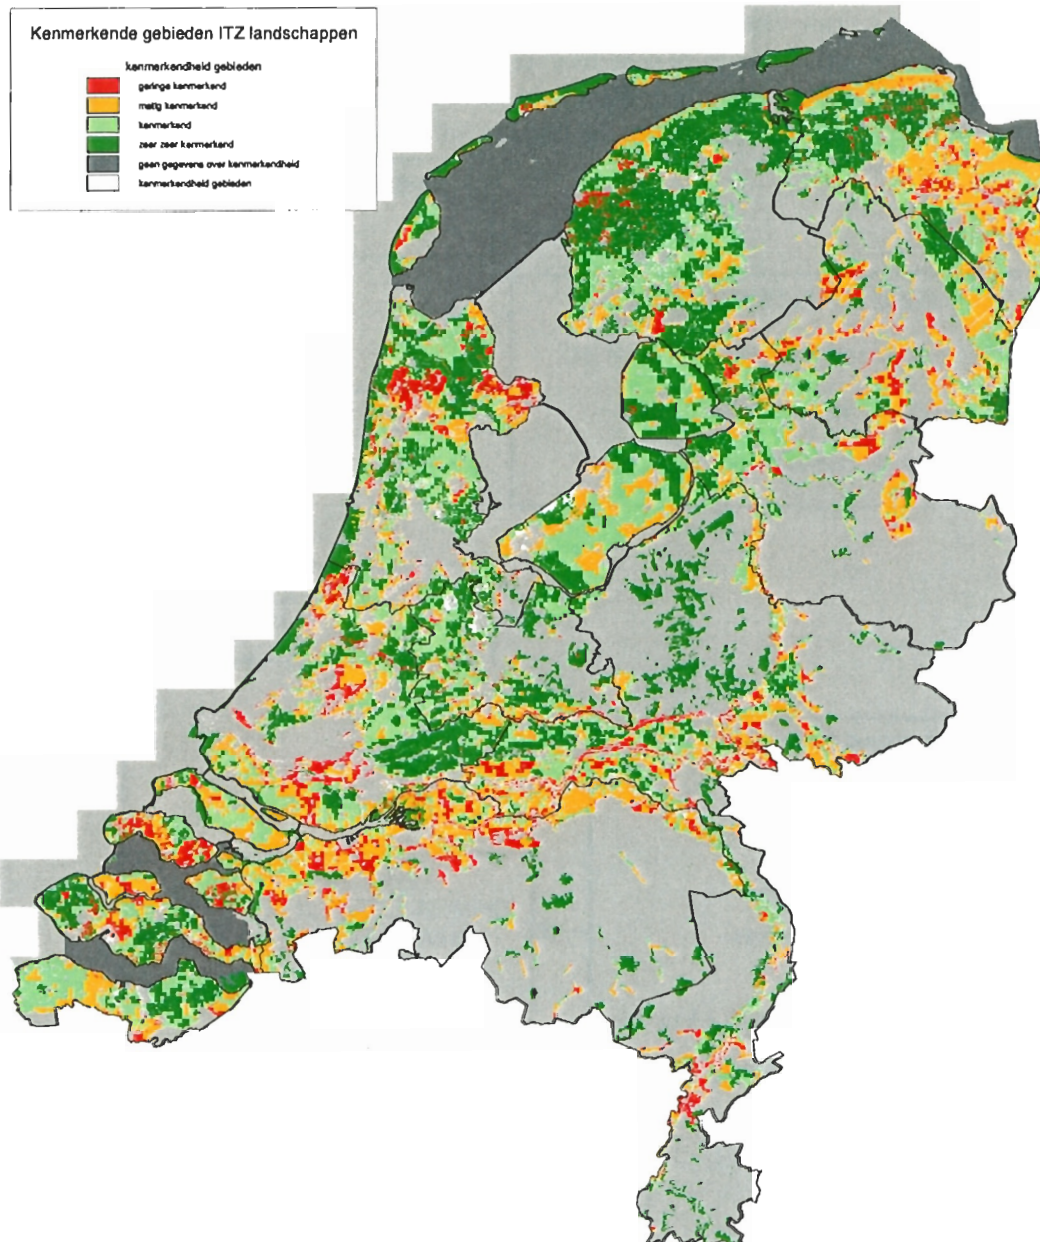 Kenmerkende gebieden ITZ landschappen
kenmerkendheid gebieden
geringe kenmerkend
matig kenmerkend
kenmerkend
zeer zeer kenmerkend
geen gegevens over kenmerkendheid
kenmerkendheid gebieden